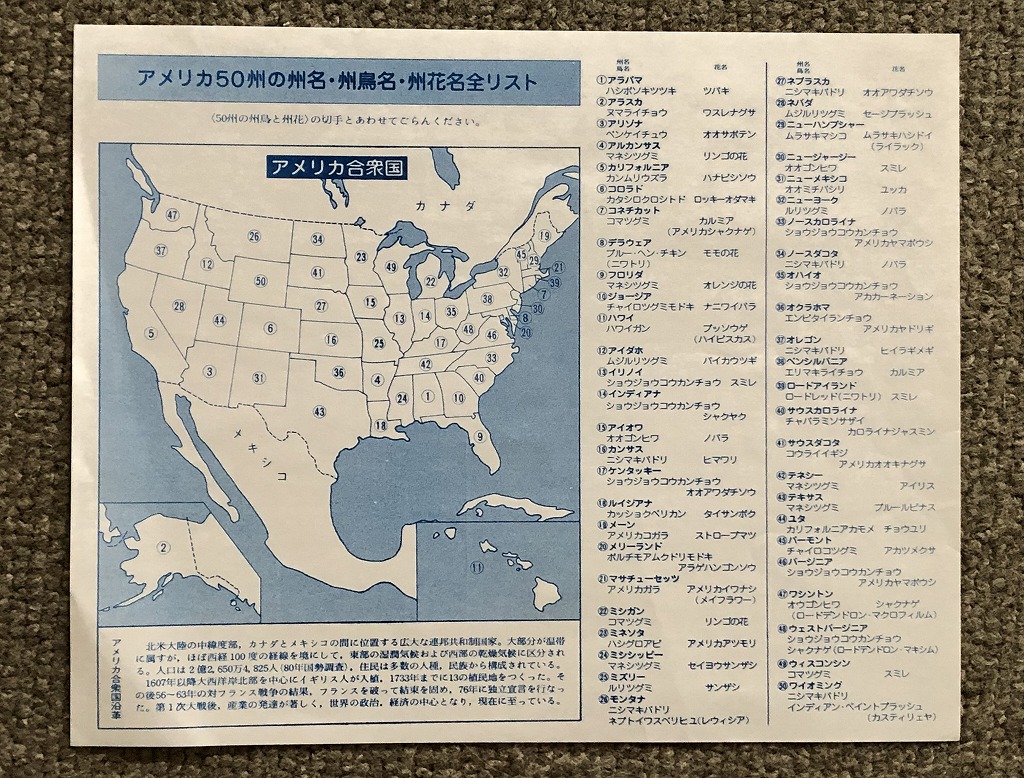 アメリカ50州の州名・州鳥名・州花名全リスト
(50州の州鳥と州花)の切手とあわせてごらんください。
アメリカ合衆国
カナダ
メキシコ
㊼
㊲
㉖
㉞
㉓
㊾
⑲
㊺
㉙
㉑
㊴
⑫
㊿
㊶
㉒
㉜
⑦
㉚
⑤
㉘
㊹
⑥
㉗
⑮
⑬
⑭
㉟
㊳
⑧
⑳
⑯
㉕
⑰
㊽
㊻
③
㉛
㊱
④
㊷
㉝
㊸
㉔
①
⑩
㊵
⑱
⑨
②
⑪
アメリカ合衆国沿革
北米大陸の中緯度部,カナダとメキシコの間に位置する広大な連邦共和制国家。大部分が温帯
に属すが,ほぼ西経100度の経線を境にして,東部の湿潤気候および西部の乾燥気候に区分され
る。人口は2億2,650万4,825人(80年国勢調査),住民は多数の人種,民族から構成されている。
1607年以降大西洋岸北部を中心にイギリス人が入植,1733年までに13の植民地をつくった。そ
の後56−63年の対フランス戦争の結果,フランスを破って結束を固め,76年に独立宣言を行なっ
た。第1次大戦後,産業の発達が著しく,世界の政治,経済の中心となり,現在に至っている。
州名
鳥名 花名
①アラバマ
ハシボソキツツキ ツバキ
②アラスカ
ヌマライチョウ ワスレナグサ
③アリゾナ
ベンケイチュウ オオサボテン
④アルカンサス
マネシツグミ リンゴの花
⑤カリフォルニア
カンムリウズラ ハナビシソウ
⑥コロラド
カタジロクロシトド ロッキーオダマキ
⑦コネチカット
コマツグミ カルミア
(アメリカシャクナゲ)
⑧デラウェア
ブルー・ヘン・チキン モモの花
(ニワトリ)
⑨フロリダ
マネシツグミ オレンジの花
⑩ジョージア
チャイロツグミモドキ ナニワイバラ
⑪ハワイ
ハワイガン ブッソウゲ
(ハイビスカス)
⑫アイダホ
ムジルリツグミ バイカウツギ
⑬イリノイ
ショウジョウコウカンチョウ スミレ
⑭インディアナ
ショウジョウコウカンチョウ
シャクヤク
⑮アイオワ
オオゴンヒワ ノバラ
⑯カンサス
ニシマキバドリ ヒマワリ
⑰ケンタッキー
ショウジョウコウカンチョウ
オオアワダチソウ
⑱ルイジアナ
カッショクペリカン タイサンボク
⑲メーン
アメリカコガラ ストローブマツ
⑳メリーランド
ボルチモアムクドリモドキ
アラゲハンゴンソウ
㉑マサチューセッツ
アメリカガラ アメリカイワナシ
(メイフラワー)
㉒ミシガン
コマツグミ リンゴの花
㉓ミネソタ
ハシグロアビ アメリカアツモリ
㉔ミシシッピー
マネシツグミ セイヨウサンザシ
㉕ミズリー
ルリツグミ サンザシ
㉖モンタナ
ニシマキバドリ
ネブトイワスベリヒユ(レウィシア)
州名
鳥名 花名
㉗ネブラスカ
ニシマキバドリ オオアワダチソウ
㉘ネバダ
ムジルリツグミ セージブラッシュ
㉙ニューハンプシャー
ムラサキマシコ ムラサキハシドイ
(ライラック)
㉚ニュージャージー
オオゴンヒワ スミレ
㉛ニューメキシコ
オオミチバシリ ユッカ
㉜ニューヨーク
ルリツグミ ノバラ
㉝ノースカロライナ
ショウジョウコウカンチョウ
アメリカヤマボウシ
㉞ノースダコタ
ニシマキバドリ ノバラ
㉟オハイオ
ショウジョウコウカンチョウ
アカカーネーション
㊱オクラホマ
エンビタイランチョウ
アメリカヤドリギ
㊲オレゴン
ニシマキバドリ ヒイラギメギ
㊳ペンシルバニア
エリマキライチョウ カルミア
㊴ロードアイランド
ロードレッド(ニワトリ) スミレ
㊵サウスカロライナ
チャバラミソサザイ
カロライナジャスミン
㊶サウスダコタ
コウライイギジ
アメリカオオキナグサ
㊷テネシー
マネシツグミ アイリス
㊸テキサス
マネシツグミ ブルールピナス
㊹ユタ
カリフォルニアカモメ チョウユリ
㊺バーモント
チャイロコツグミ アカツメクサ
㊻バージニア
ショウジョウコウカンチョウ
アメリカヤマボウシ
㊼ワシントン
オウゴンヒワ シャクナゲ
(ロードデンドロン・マクロフィルム)
㊽ウェストバージニア
ショウジョウコウカンチョウ
シャクナゲ(ロードデンドロン・マキシム)
㊾ウィスコンシン
コマツグミ スミレ
㊿ワイオミング
ニシマキバドリ
インディアン・ペイントブラッシュ
(カスティリェヤ)